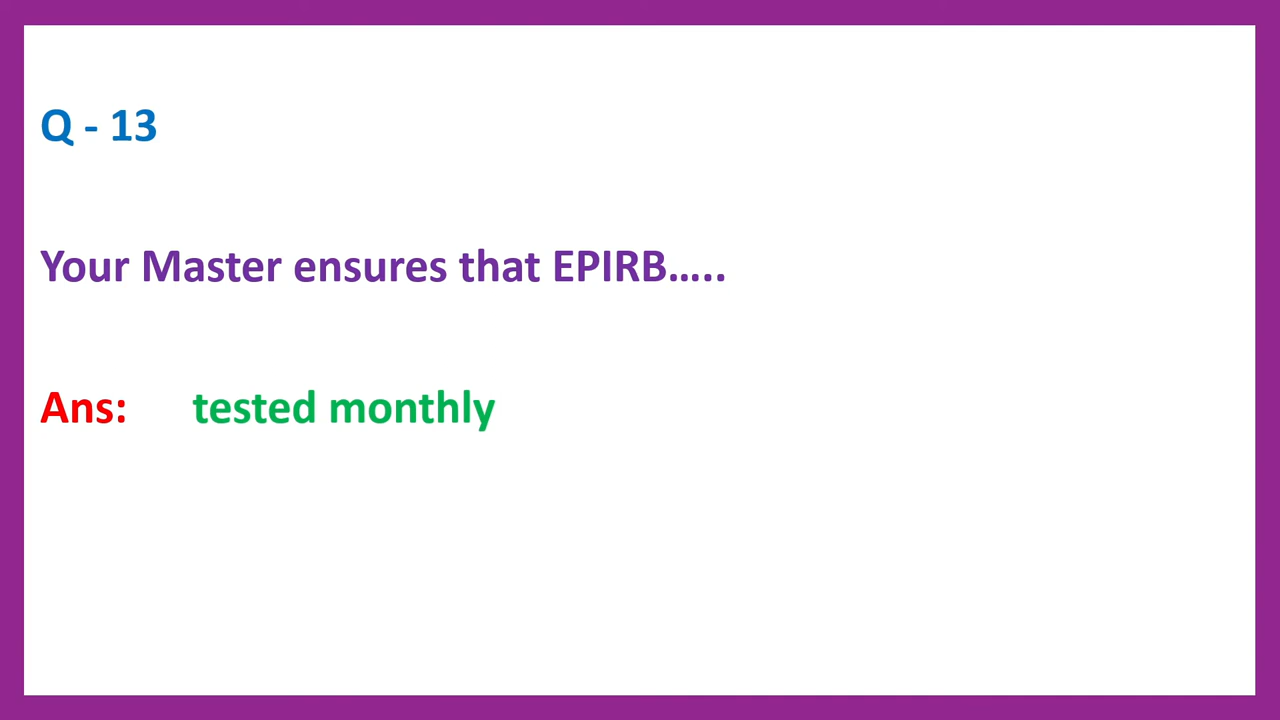 Q - 13
Your Master ensures that EPIRB.....
Ans: tested monthly